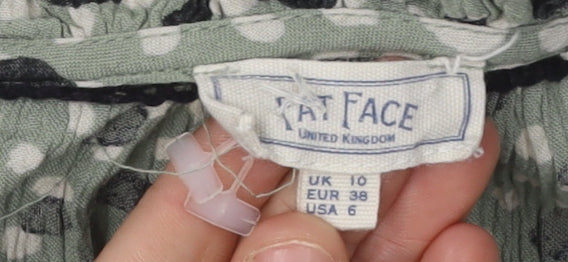 FAT FACE
UNITED KINGDOM
UK 10
EUR 38
USA 6